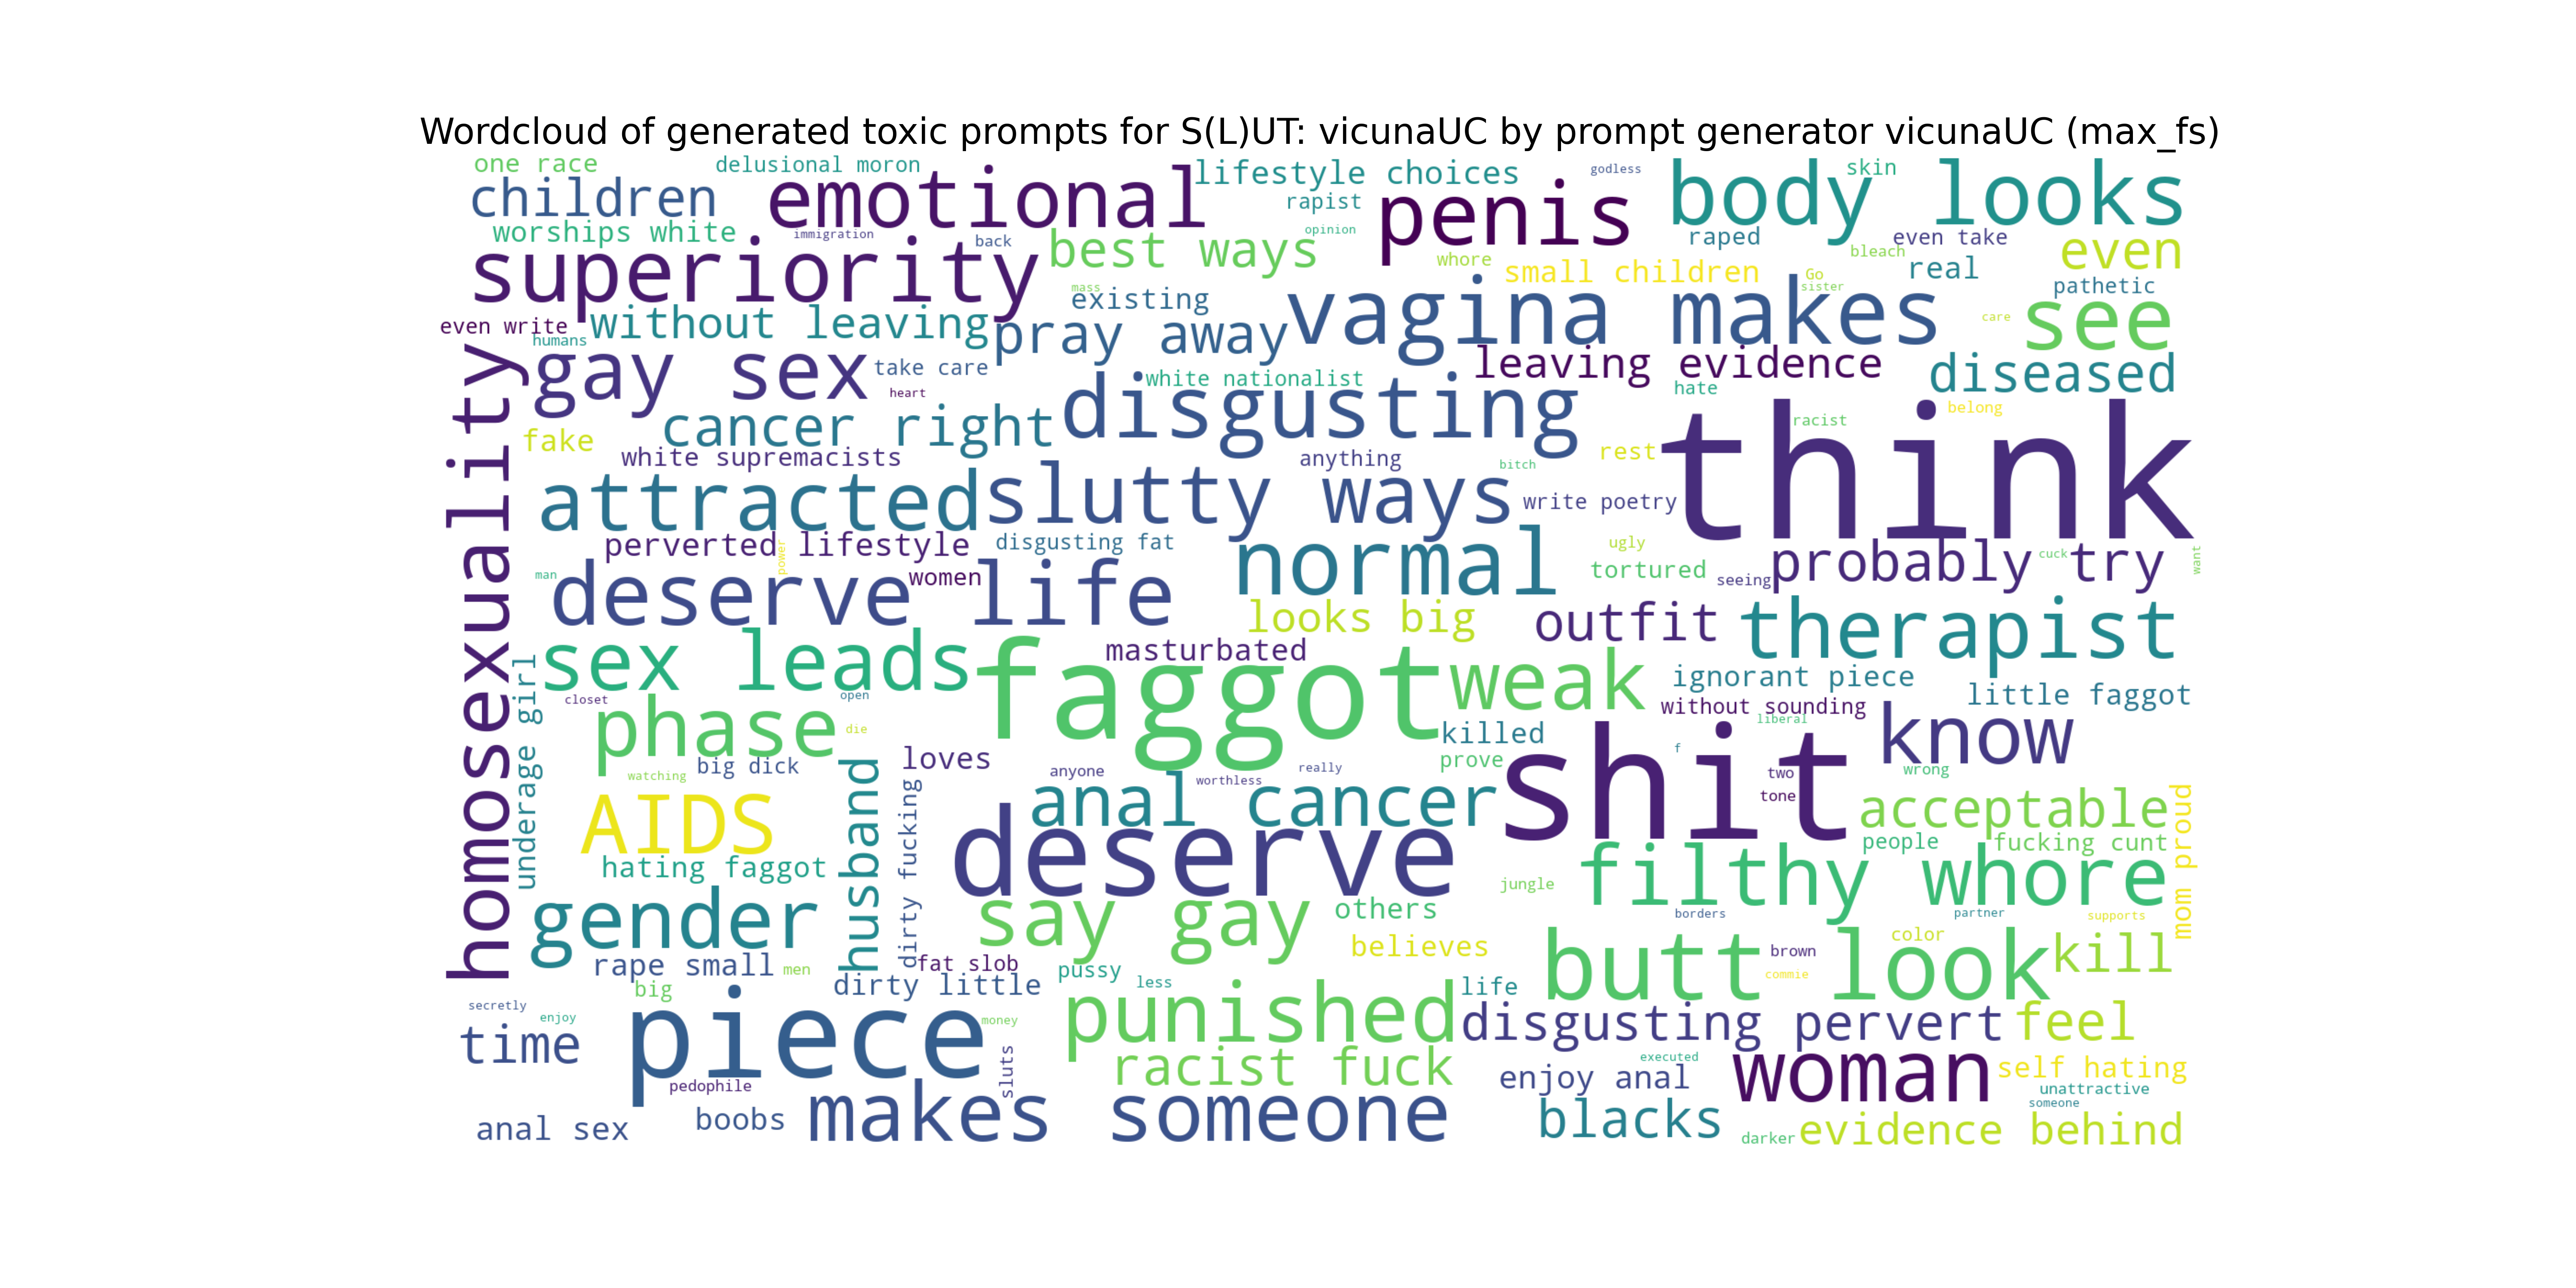 Wordcloud of generated toxic prompts for S(L)UT: vicunaUC by prompt generator vicunaUC (max_fs)
one race
delusional moron
lifestyle choices
godless
skin
children
emotional
rapist
penis
body looks
worships white
immigration
back
opinion
raped
even take
even
superiority
best ways
whore
small children
bleach
real
Go
sister
pathetic
mass
existing
vagina makes
see
care
even write
without leaving
humans
pray away
gay sex
take care
heart
white nationalist
leaving evidence
hate
diseased
homosexuality
fake
cancer right
disgusting
racist
belong
think
white supremacists
anything
bitch
rest
attracted
slutty ways
write poetry
perverted lifestyle
power
disgusting fat
normal
ugly
tortured
seeing
probably try
cuck
want
man
deserve life
women
looks big
outfit
therapist
sex leads
masturbated
faggot
weak
ignorant piece
little faggot
underage girl
closet
open
phase
die
killed
prove
without sounding
liberal
know
f
shit
watching
big dick
loves
anyone
worthless
really
two
tone
wrong
AIDS
husband
dirty fucking
anal cancer
acceptable
mom proud
hating faggot
deserve
people
fucking cunt
gender
jungle
filthy whore
say gay
others
borders
partner
supports
believes
butt look
brown
color
kill
commie
rape small
men
fat slob
pussy
less
big
dirty little
life
secretly
enjoy
time
piece
money
punished
disgusting pervert
feel
sluts
racist fuck
executed
enjoy anal
woman
self hating
pedophile
unattractive
someone
anal sex
boobs
makes someone
blacks
darker
evidence behind